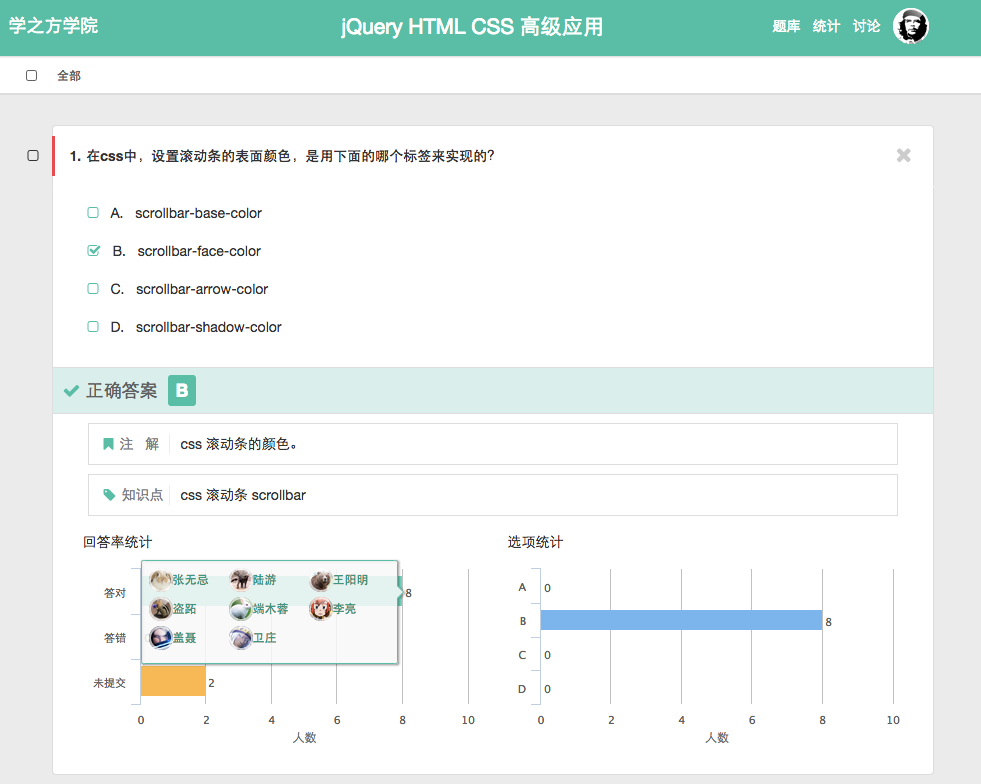 学之方学院
jQuery HTML CSS 高级应用
题库 统计 讨论
全部
1. 在css中，设置滚动条的表面颜色，是用下面的哪个标签来实现的?
A. scrollbar-base-color
B. scrollbar-face-color
C. scrollbar-arrow-color
D. scrollbar-shadow-color
正确答案 B
注 解 css 滚动条的颜色。
知识点 css 滚动条 scrollbar
回答率统计
张无忌 陆游 王阳明
盗跖 端木蓉 李亮
盖聂 卫庄
答对 8
答错
未提交 2
0 2 4 6 8 10
人数
选项统计
A 0
B 8
C 0
D 0
0 2 4 6 8 10
人数